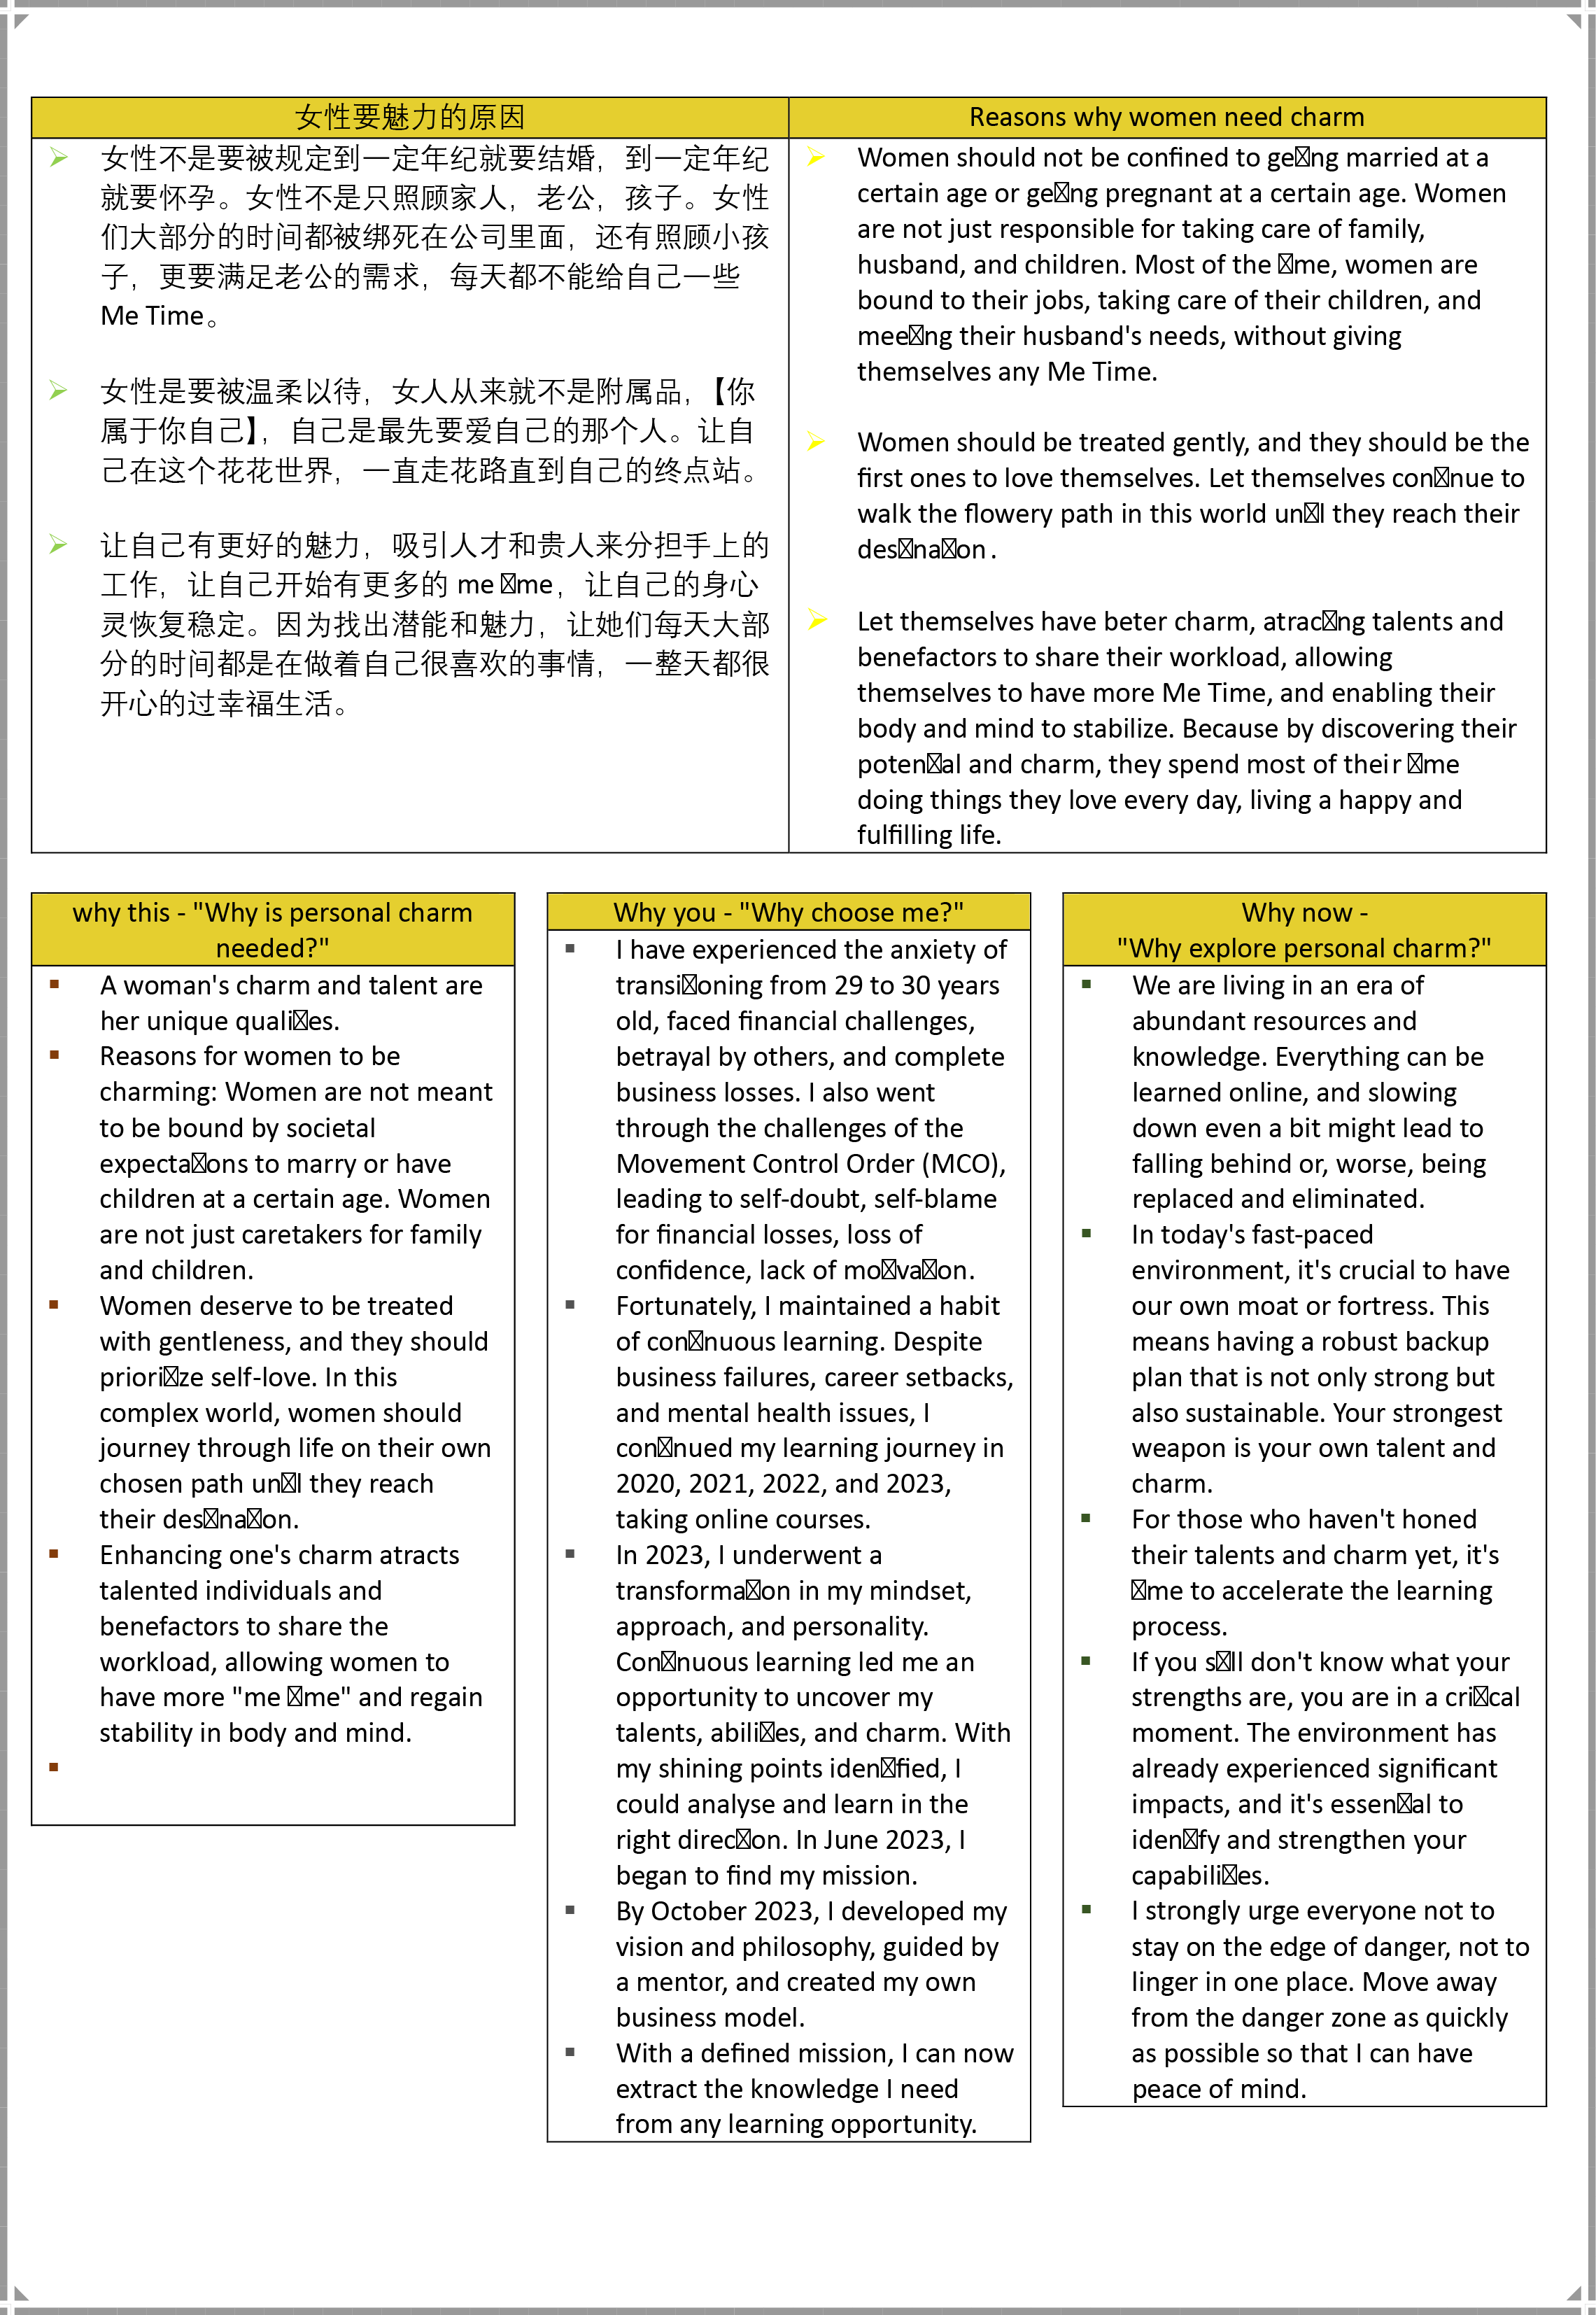 女性要魅力的原因
女性不是要被规定到一定年纪就要结婚，到一定年纪
就要怀孕。女性不是只照顾家人，老公，孩子。女性
们大部分的时间都被绑死在公司里面，还有照顾小孩
子，更要满足老公的需求，每天都不能给自己一些
Me Time。
女性是要被温柔以待，女人从来就不是附属品，【你
属于你自己】，自己是最先要爱自己的那个人。让自
己在这个花花世界，一直走花路直到自己的终点站。
让自己有更好的魅力，吸引人才和贵人来分担手上的
工作，让自己开始有更多的 me ☒me，让自己的身心
灵恢复稳定。因为找出潜能和魅力，让她们每天大部
分的时间都是在做着自己很喜欢的事情，一整天都很
开心的过幸福生活。
Reasons why women need charm
Women should not be confined to ge☒ng married at a
certain age or ge☒ng pregnant at a certain age. Women
are not just responsible for taking care of family,
husband, and children. Most of the ☒me, women are
bound to their jobs, taking care of their children, and
mee☒ng their husband's needs, without giving
themselves any Me Time.
Women should be treated gently, and they should be the
first ones to love themselves. Let themselves con☒nue to
walk the flowery path in this world un☒l they reach their
des☒na☒on.
Let themselves have beter charm, atrac☒ng talents and
benefactors to share their workload, allowing
themselves to have more Me Time, and enabling their
body and mind to stabilize. Because by discovering their
poten☒al and charm, they spend most of their ☒me
doing things they love every day, living a happy and
fulfilling life.
why this - "Why is personal charm
needed?"
A woman's charm and talent are
her unique quali☒es.
Reasons for women to be
charming: Women are not meant
to be bound by societal
expecta☒ons to marry or have
children at a certain age. Women
are not just caretakers for family
and children.
Women deserve to be treated
with gentleness, and they should
priori☒ze self-love. In this
complex world, women should
journey through life on their own
chosen path un☒l they reach
their des☒na☒on.
Enhancing one's charm atracts
talented individuals and
benefactors to share the
workload, allowing women to
have more "me ☒me" and regain
stability in body and mind.
Why you - "Why choose me?"
I have experienced the anxiety of
transi☒oning from 29 to 30 years
old, faced financial challenges,
betrayal by others, and complete
business losses. I also went
through the challenges of the
Movement Control Order (MCO),
leading to self-doubt, self-blame
for financial losses, loss of
confidence, lack of mo☒va☒on.
Fortunately, I maintained a habit
of con☒nuous learning. Despite
business failures, career setbacks,
and mental health issues, I
con☒nued my learning journey in
2020, 2021, 2022, and 2023,
taking online courses.
In 2023, I underwent a
transforma☒on in my mindset,
approach, and personality.
Con☒nuous learning led me an
opportunity to uncover my
talents, abili☒es, and charm. With
my shining points iden☒fied, I
could analyse and learn in the
right direc☒on. In June 2023, I
began to find my mission.
By October 2023, I developed my
vision and philosophy, guided by
a mentor, and created my own
business model.
With a defined mission, I can now
extract the knowledge I need
from any learning opportunity.
Why now -
"Why explore personal charm?"
We are living in an era of
abundant resources and
knowledge. Everything can be
learned online, and slowing
down even a bit might lead to
falling behind or, worse, being
replaced and eliminated.
In today's fast-paced
environment, it's crucial to have
our own moat or fortress. This
means having a robust backup
plan that is not only strong but
also sustainable. Your strongest
weapon is your own talent and
charm.
For those who haven't honed
their talents and charm yet, it's
☒me to accelerate the learning
process.
If you s☒ll don't know what your
strengths are, you are in a cri☒cal
moment. The environment has
already experienced significant
impacts, and it's essen☒al to
iden☒fy and strengthen your
capabili☒es.
I strongly urge everyone not to
stay on the edge of danger, not to
linger in one place. Move away
from the danger zone as quickly
as possible so that I can have
peace of mind.